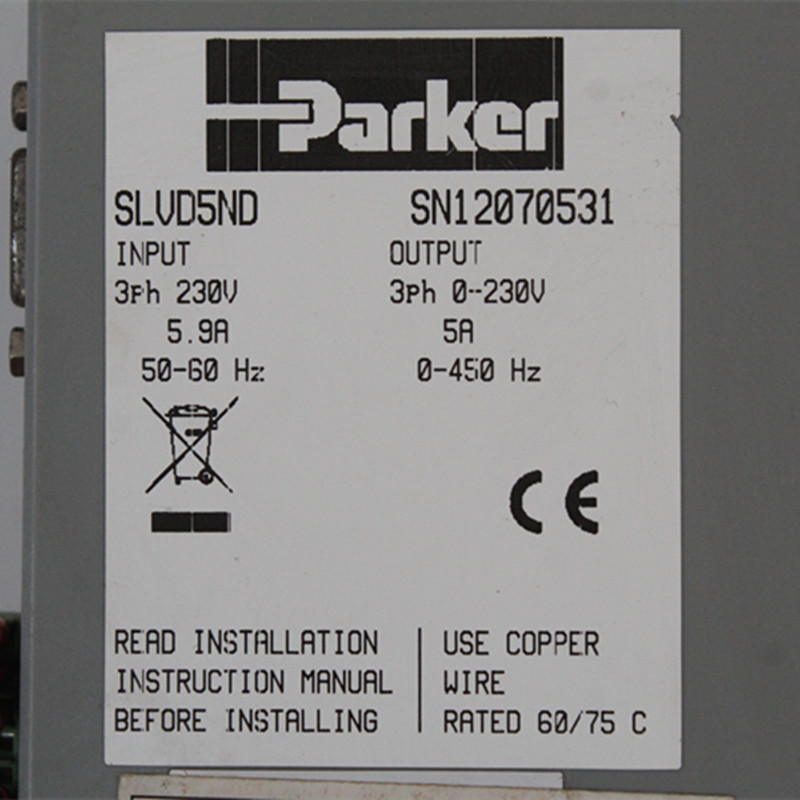 Parker
SLVD5ND SN12070531
INPUT OUTPUT
3Ph 230V 3Ph 0-230V
5.9A 5A
50-60 Hz 0-450 Hz
CE
READ INSTALLATION USE COPPER
INSTRUCTION MANUAL WIRE
BEFORE INSTALLING RATED 60/75 C